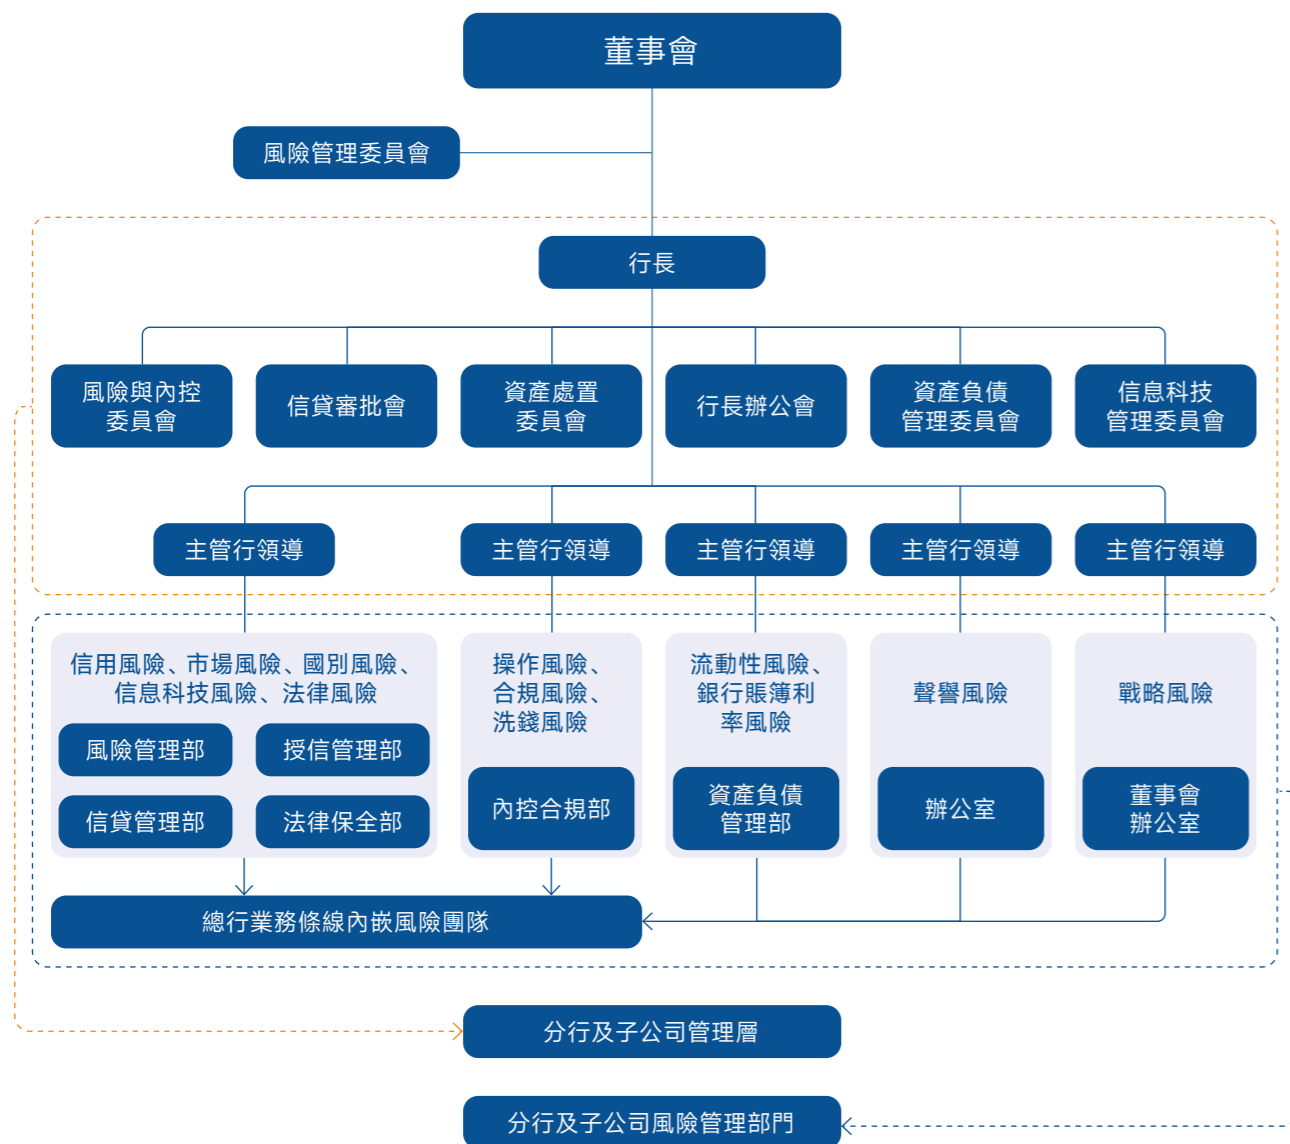 董事會
風險管理委員會
行長
風險與內控
委員會
信貸審批會
資產處置
委員會
行長辦公會
資產負債
管理委員會
信息科技
管理委員會
主管行領導
主管行領導
主管行領導
主管行領導
主管行領導
信用風險、市場風險、國別風險、
信息科技風險、法律風險
風險管理部
授信管理部
信貸管理部
法律保全部
操作風險、
合規風險、
洗錢風險
內控合規部
流動性風險、
銀行賬簿利
率風險
資產負債
管理部
聲譽風險
辦公室
戰略風險
董事會
辦公室
總行業務條線內嵌風險團隊
分行及子公司管理層
分行及子公司風險管理部門